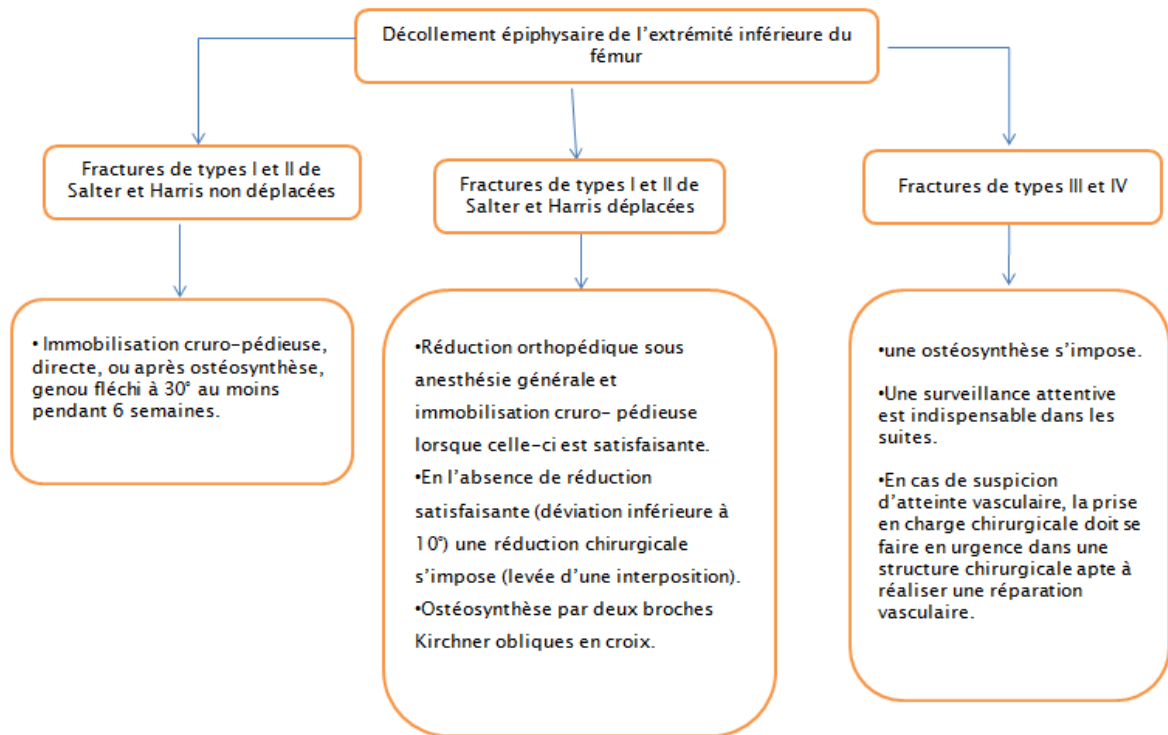 Décollement épiphysaire de l'extrémité inférieure du
fémur
Fractures de types I et II de
Salter et Harris non déplacées
Fractures de types I et II de
Salter et Harris déplacées
Fractures de types III et IV
• Immobilisation cruro-pédieuse,
directe, ou après ostéosynthèse,
genou fléchi à 30° au moins
pendant 6 semaines.
•Réduction orthopédique sous
anesthésie générale et
immobilisation cruro- pédieuse
lorsque celle-ci est satisfaisante.
•En l'absence de réduction
satisfaisante (déviation inférieure à
10°) une réduction chirurgicale
s'impose (levée d'une interposition).
•Ostéosynthèse par deux broches
Kirchner obliques en croix.
•une ostéosynthèse s'impose.
•Une surveillance attentive
est indispensable dans les
suites.
•En cas de suspicion
d'atteinte vasculaire, la prise
en charge chirurgicale doit se
faire en urgence dans une
structure chirurgicale apte à
réaliser une réparation
vasculaire.